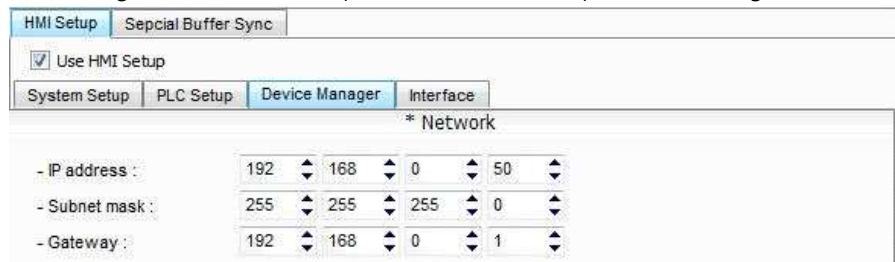 HMI Setup Sepcial Buffer Sync
Use HMI Setup
System Setup PLC Setup Device Manager Interface
* Network
- IP address : 192 168 0 50
- Subnet mask : 255 255 255 0
- Gateway : 192 168 0 1